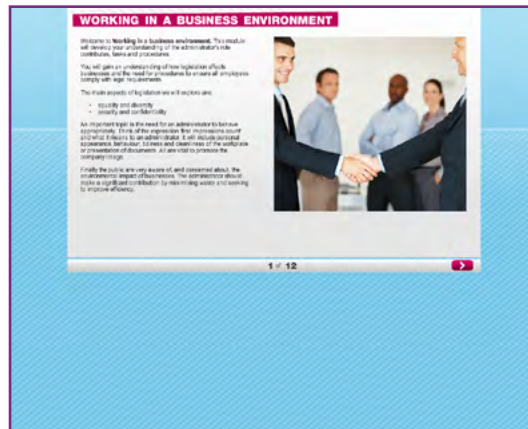 WORKING IN A BUSINESS ENVIRONMENT
Welcome to Working in a business environment. This module
will develop your understanding of the administrator's role
contributes, tasks and procedures.
You will gain an understanding of how legislation affects
businesses and the need for procedures to ensure all employees
comply with legal requirements.
The main aspects of legislation we will explore are:
• equality and diversity
• security and confidentiality
An important topic is the need for an administrator to behave
appropriately. Think of the expression first impressions count
and what it means to an administrator. It will include personal
appearance, behaviour, tidiness and cleanliness of the workplace
or presentation of documents. All are vital to promote the
company image.
Finally the public are very aware of, and concerned about, the
environmental impact of businesses. The administrator should
make a significant contribution by minimising waste and seeking
to improve efficiency.
1 of 12